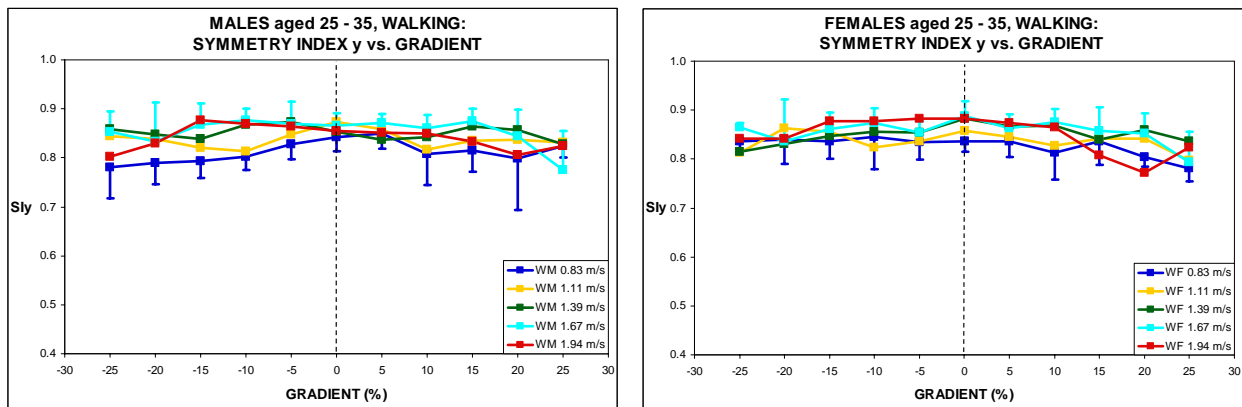 MALES aged 25 - 35, WALKING:
SYMMETRY INDEX y vs. GRADIENT
1.0
0.9
0.8
0.7
0.6
0.5
0.4
SIy
-30 -25 -20 -15 -10 -5 0 5 10 15 20 25 30
GRADIENT (%)
WM 0.83 m/s
WM 1.11 m/s
WM 1.39 m/s
WM 1.67 m/s
WM 1.94 m/s
FEMALES aged 25 - 35, WALKING:
SYMMETRY INDEX y vs. GRADIENT
1.0
0.9
0.8
0.7
0.6
0.5
0.4
SIy
-30 -25 -20 -15 -10 -5 0 5 10 15 20 25 30
GRADIENT (%)
WF 0.83 m/s
WF 1.11 m/s
WF 1.39 m/s
WF 1.67 m/s
WF 1.94 m/s